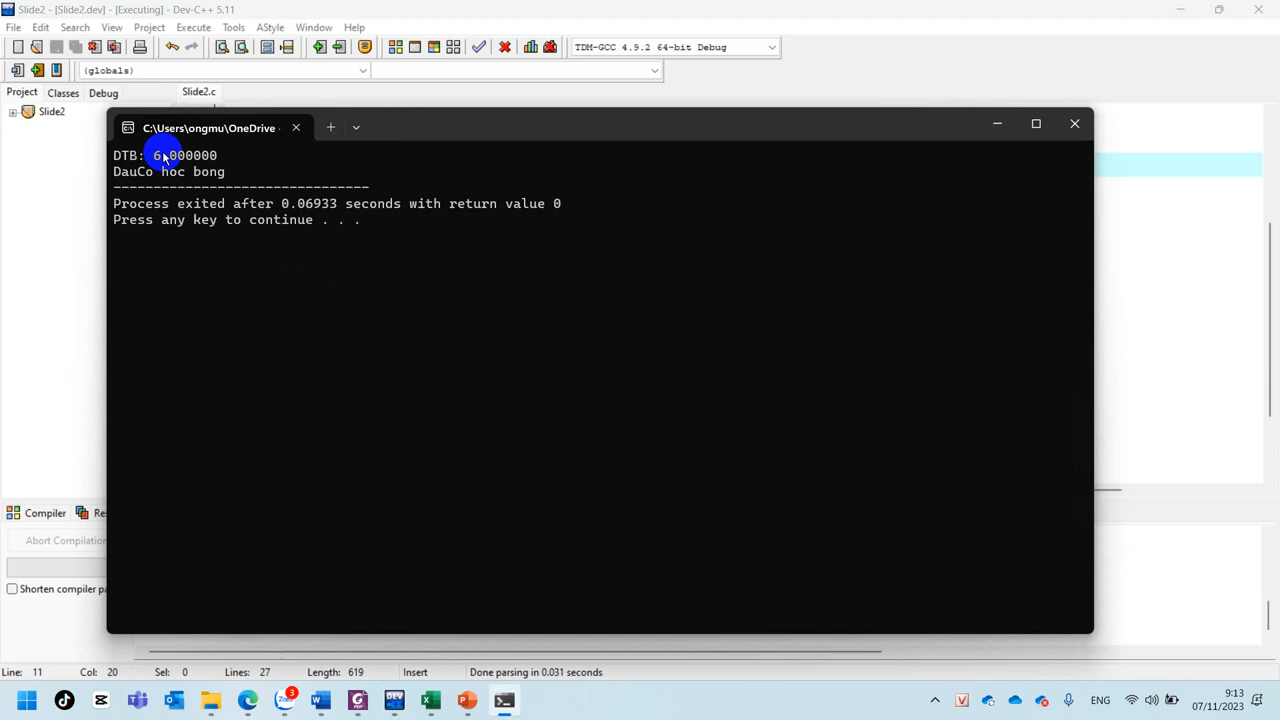 Slide2 - [Slide2.dev] - [Executing] - Dev-C++ 5.11
File Edit Search View Project Execute Tools AStyle Window Help
TDM-GCC 4.9.2 64-bit Debug
(globals)
Project Classes Debug Slide2.c
Slide2
C:\Users\ongmu\OneDrive
DTB: 6.000000
DauCo hoc bong
--------------------------------
Process exited after 0.06933 seconds with return value 0
Press any key to continue . . .
Compiler Res
Abort Compilation
Shorten compiler pa
Line: 11 Col: 20 Sel: 0 Lines: 27 Length: 619 Insert Done parsing in 0.031 seconds
3
DEV
ENG
9:13
07/11/2023